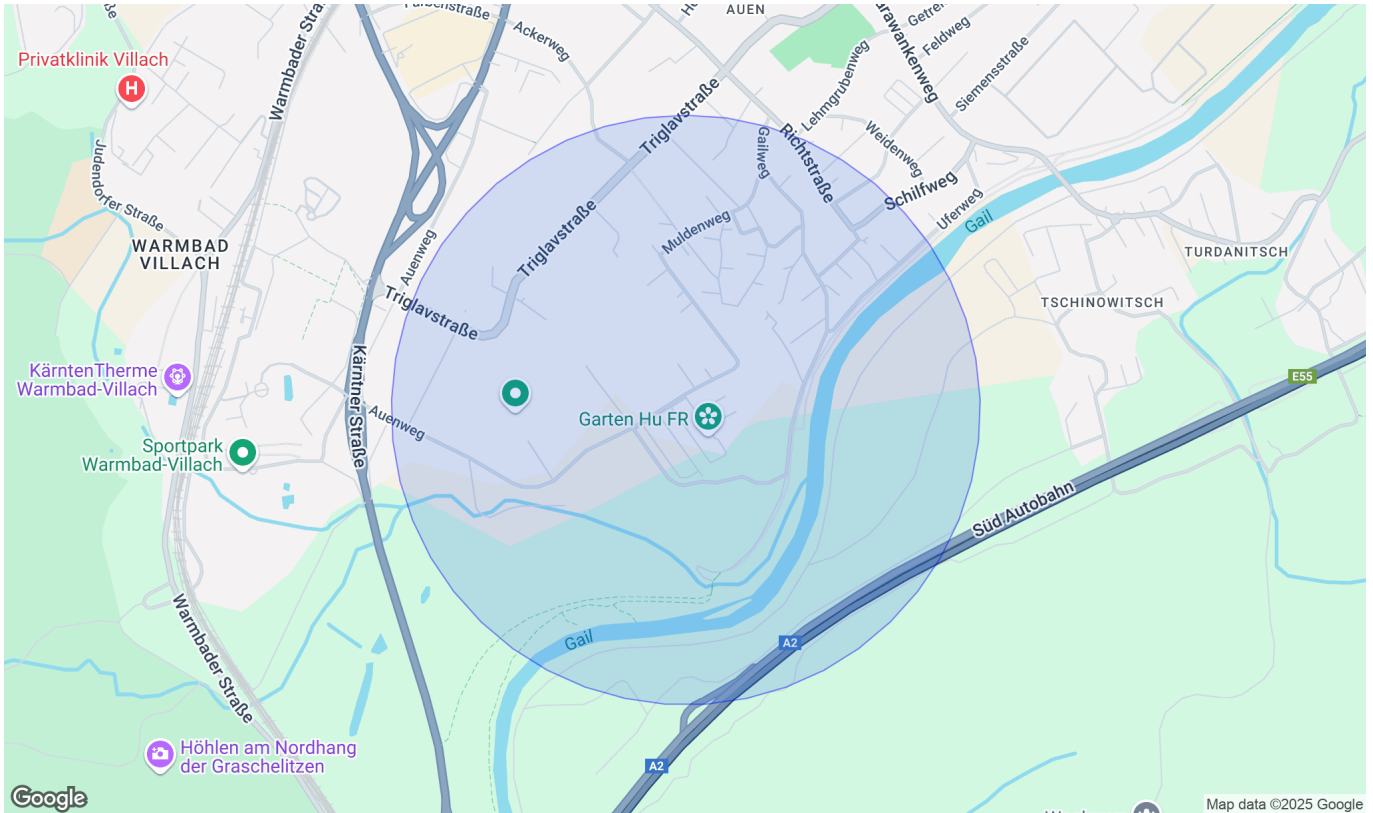 AUEN
Ackerweg
Feldweg
Siemensstraße
Privatklinik Villach
H
Warmbader Straße
Triglavstraße
Lehmgrubenweg
Gailweg
Richtstraße
Weidenweg
Judendorfer Straße
Schilfweg
Uferweg
Gail
Muldenweg
WARMBAD
VILLACH
Auenweg
Triglavstraße
Triglavstraße
TURDANITSCH
TSCHINOWITSCH
KärntenTherme
Warmbad-Villach
Kärntner Straße
E55
Auenweg
Garten Hu FR
Sportpark
Warmbad-Villach
Süd Autobahn
Warmbader Straße
Gail
A2
Höhlen am Nordhang
der Graschelitzen
A2
Google
Map data ©2025 Google